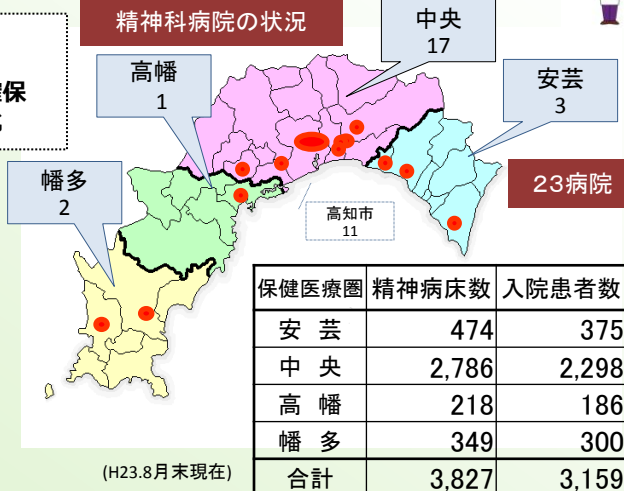 精神科病院の状況
確保
中央
17
高幡
1
安芸
3
幡多
2
23病院
高知市
11
保健医療圏 精神病床数 入院患者数
安 芸 474 375
中 央 2,786 2,298
高 幡 218 186
幡 多 349 300
合計 3,827 3,159
(H23.8月末現在)